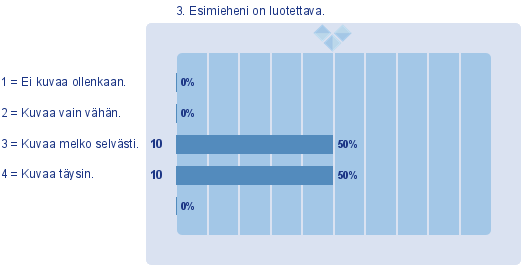 3. Esimieheni on luotettava.
1 = Ei kuvaa ollenkaan. 0%
2 = Kuvaa vain vähän. 0%
3 = Kuvaa melko selvästi. 10 50%
4 = Kuvaa täysin. 10 50%
0%